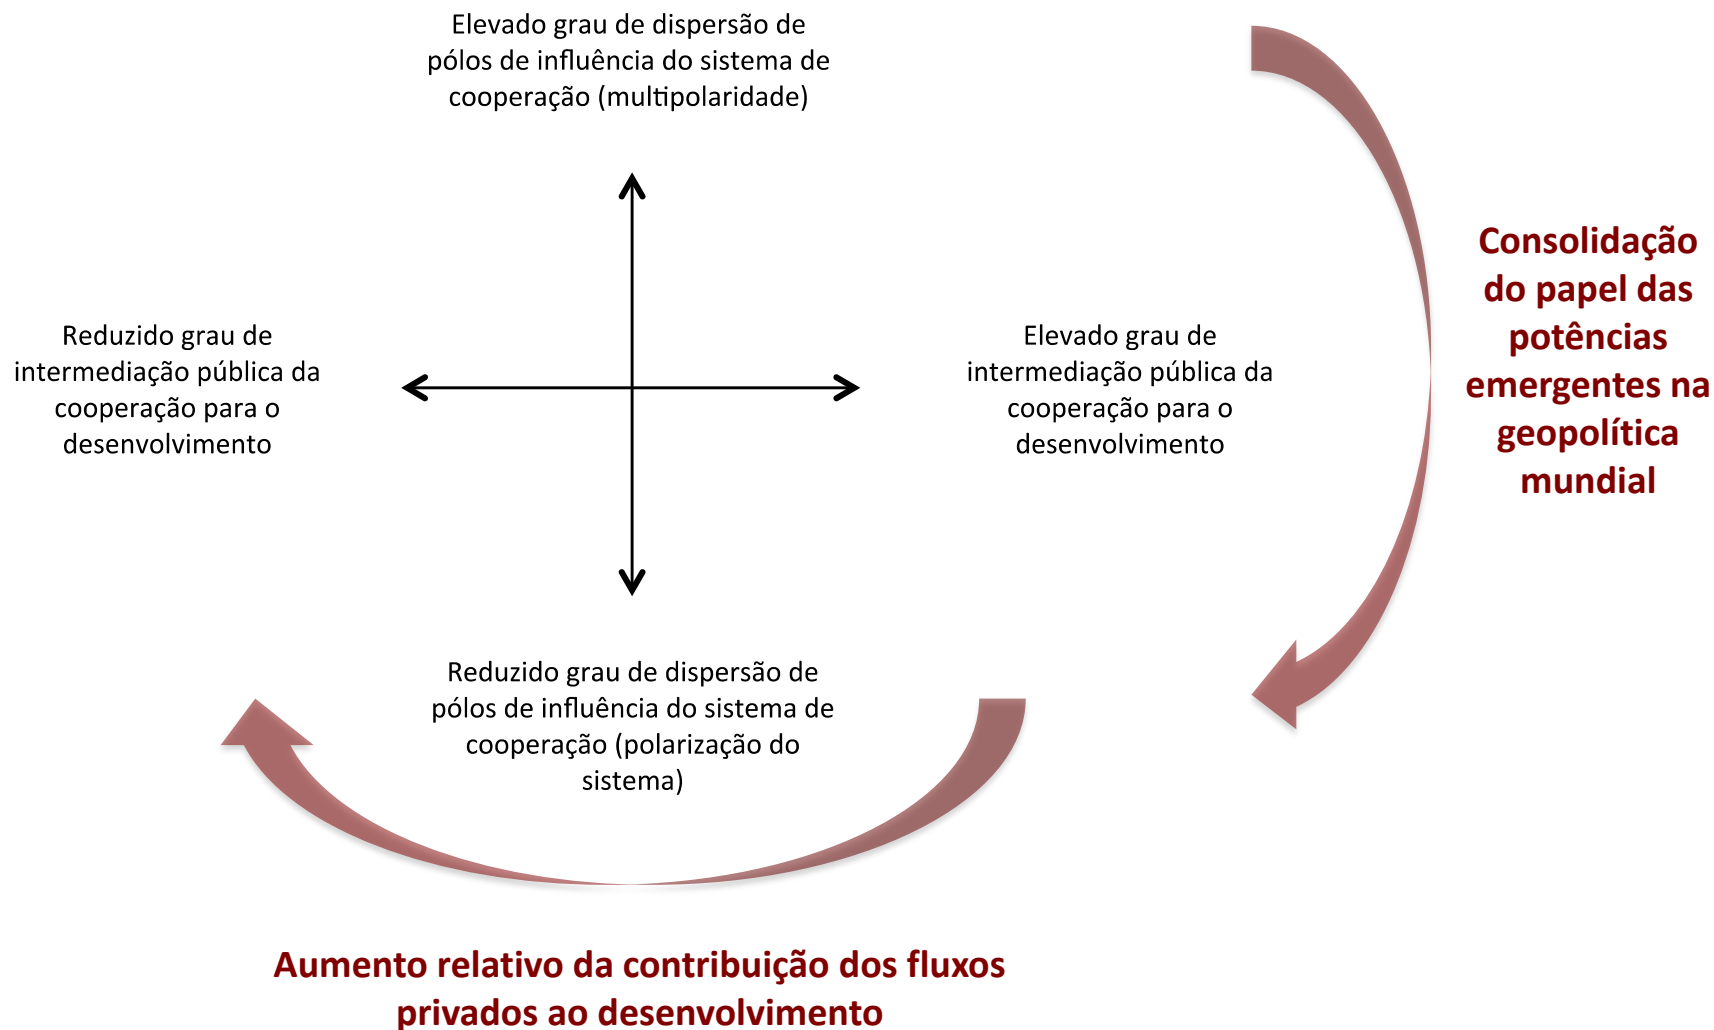 Elevado grau de dispersão de
pólos de influência do sistema de
cooperação (multipolaridade)
Consolidação
do papel das
potências
emergentes na
geopolítica
mundial
Reduzido grau de
intermediação pública da
cooperação para o
desenvolvimento
Elevado grau de
intermediação pública da
cooperação para o
desenvolvimento
Reduzido grau de dispersão de
pólos de influência do sistema de
cooperação (polarização do
sistema)
Aumento relativo da contribuição dos fluxos
privados ao desenvolvimento